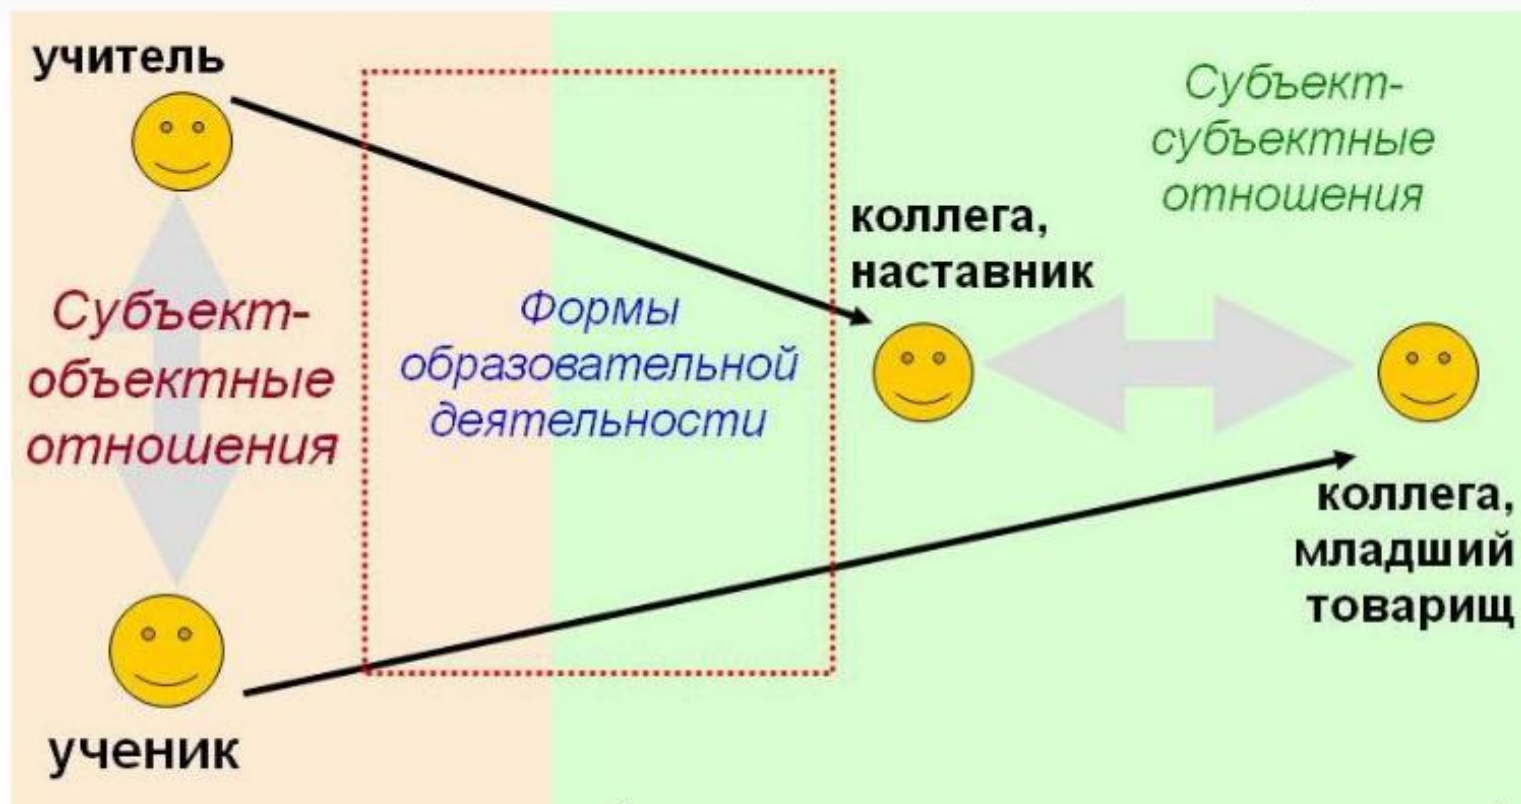 учитель
Субъект-
объектные
отношения
ученик
Формы
образовательной
деятельности
коллега,
наставник
Субъект-
субъектные
отношения
коллега,
младший
товарищ